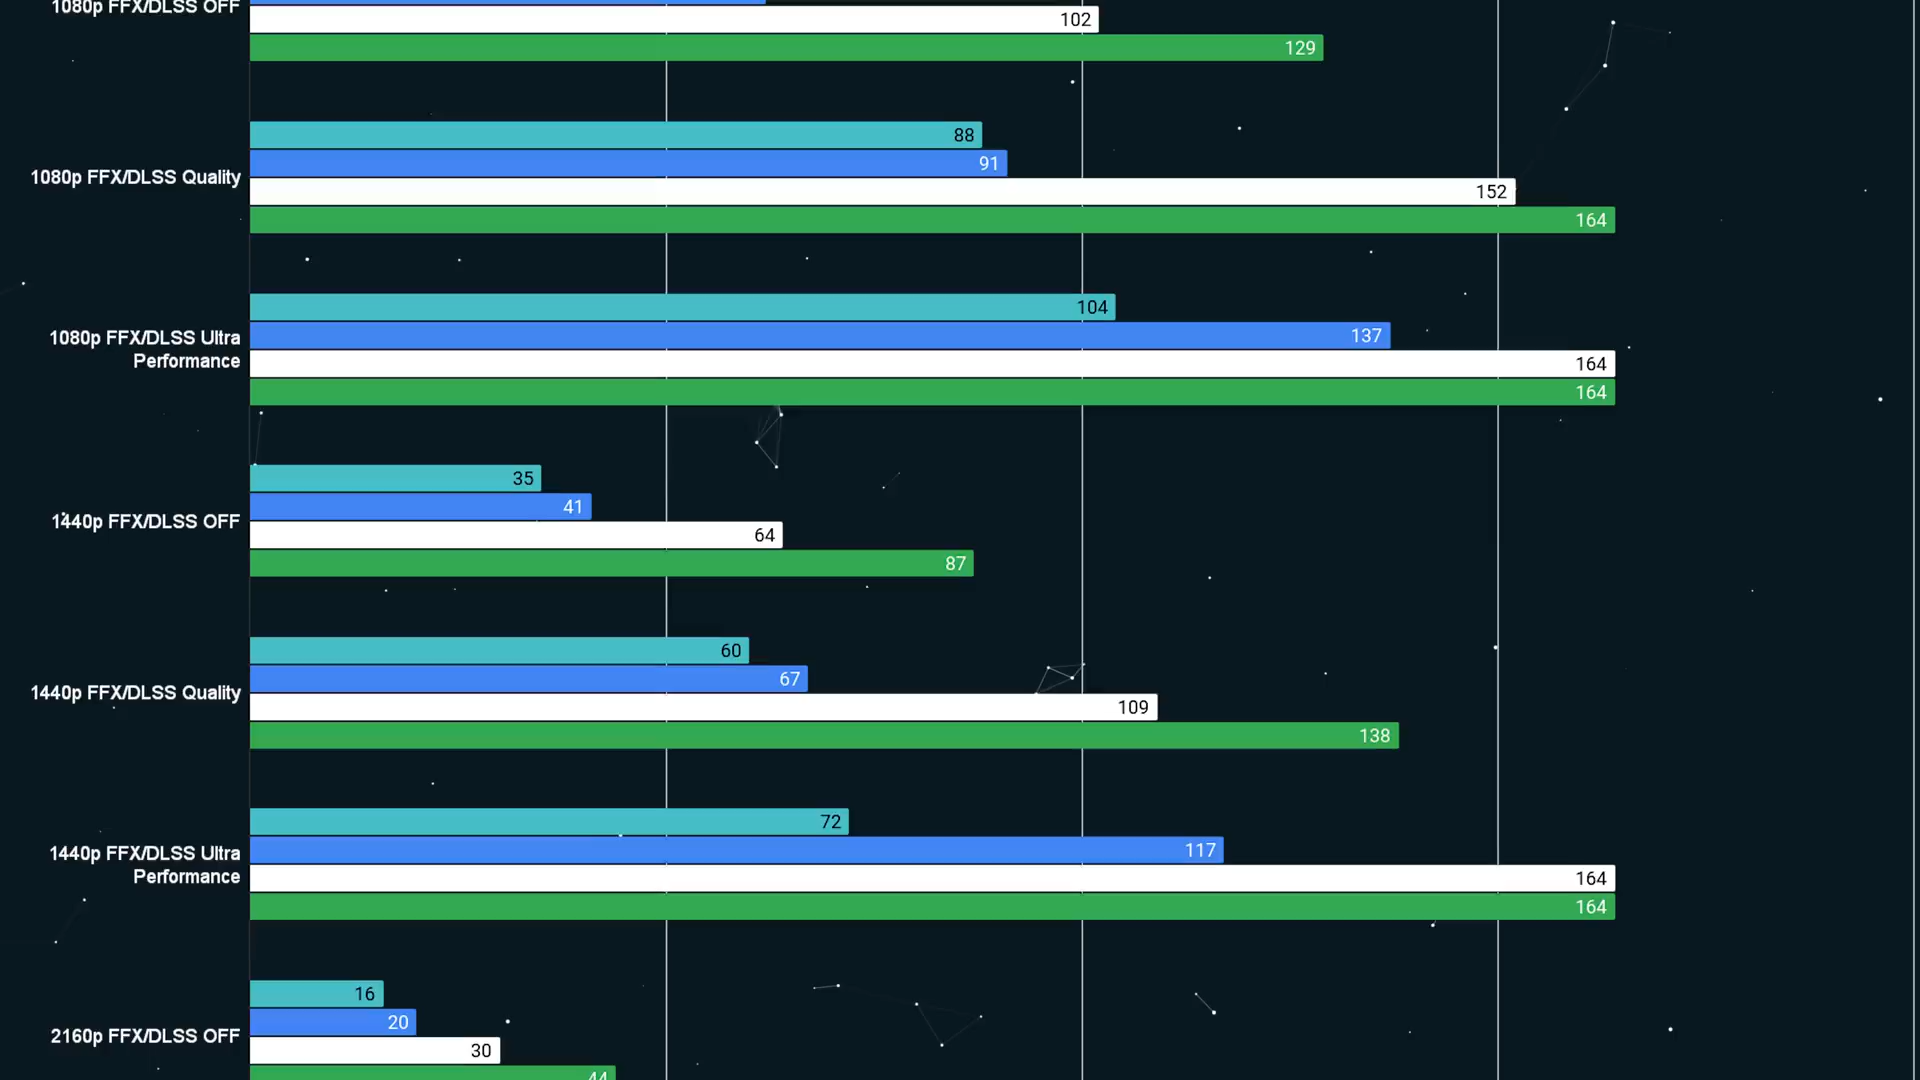 1080p FFX/DLSS OFF
102
129
88
91
1080p FFX/DLSS Quality
152
164
104
137
1080p FFX/DLSS Ultra
Performance
164
164
35
41
1440p FFX/DLSS OFF
64
87
60
67
1440p FFX/DLSS Quality
109
138
72
117
1440p FFX/DLSS Ultra
Performance
164
164
16
20
2160p FFX/DLSS OFF
30
44